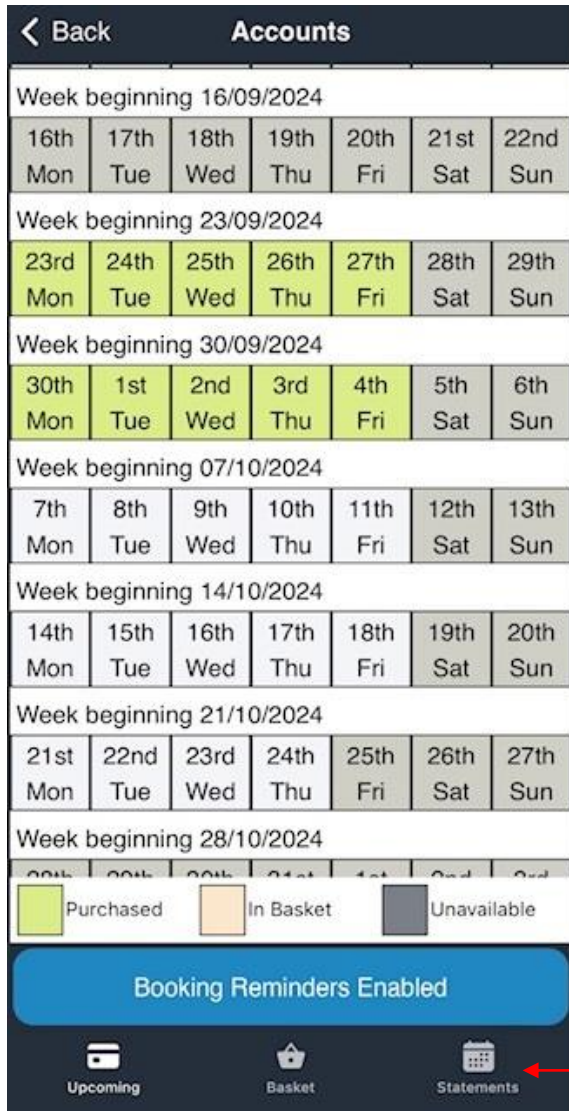 Back Accounts
Week beginning 16/09/2024
16th 17th 18th 19th 20th 21st 22nd
Mon Tue Wed Thu Fri Sat Sun
Week beginning 23/09/2024
23rd 24th 25th 26th 27th 28th 29th
Mon Tue Wed Thu Fri Sat Sun
Week beginning 30/09/2024
30th 1st 2nd 3rd 4th 5th 6th
Mon Tue Wed Thu Fri Sat Sun
Week beginning 07/10/2024
7th 8th 9th 10th 11th 12th 13th
Mon Tue Wed Thu Fri Sat Sun
Week beginning 14/10/2024
14th 15th 16th 17th 18th 19th 20th
Mon Tue Wed Thu Fri Sat Sun
Week beginning 21/10/2024
21st 22nd 23rd 24th 25th 26th 27th
Mon Tue Wed Thu Fri Sat Sun
Week beginning 28/10/2024
Purchased In Basket Unavailable
Booking Reminders Enabled
Upcoming Basket Statements